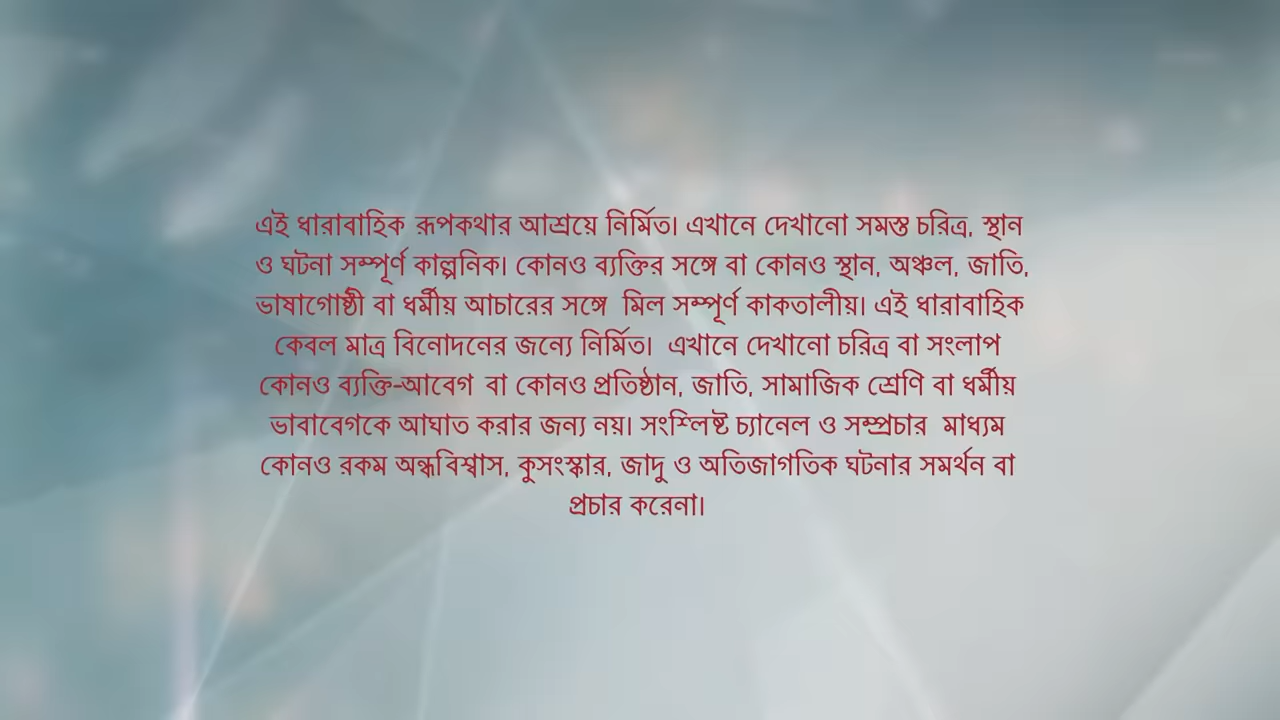 এই ধারাবাহিক রূপকথার আশ্রয়ে নির্মিত। এখানে দেখানো সমস্ত চরিত্র, স্থান
ও ঘটনা সম্পূর্ণ কাল্পনিক। কোনও ব্যক্তির সঙ্গে বা কোনও স্থান, অঞ্চল, জাতি,
ভাষাগোষ্ঠী বা ধর্মীয় আচারের সঙ্গে মিল সম্পূর্ণ কাকতালীয়। এই ধারাবাহিক
কেবল মাত্র বিনোদনের জন্যে নির্মিত। এখানে দেখানো চরিত্র বা সংলাপ
কোনও ব্যক্তি-আবেগ বা কোনও প্রতিষ্ঠান, জাতি, সামাজিক শ্রেণি বা ধর্মীয়
ভাবাবেগকে আঘাত করার জন্য নয়। সংশ্লিষ্ট চ্যানেল ও সম্প্রচার মাধ্যম
কোনও রকম অন্ধবিশ্বাস, কুসংস্কার, জাদু ও অতিজাগতিক ঘটনার সমর্থন বা
প্রচার করেনা।